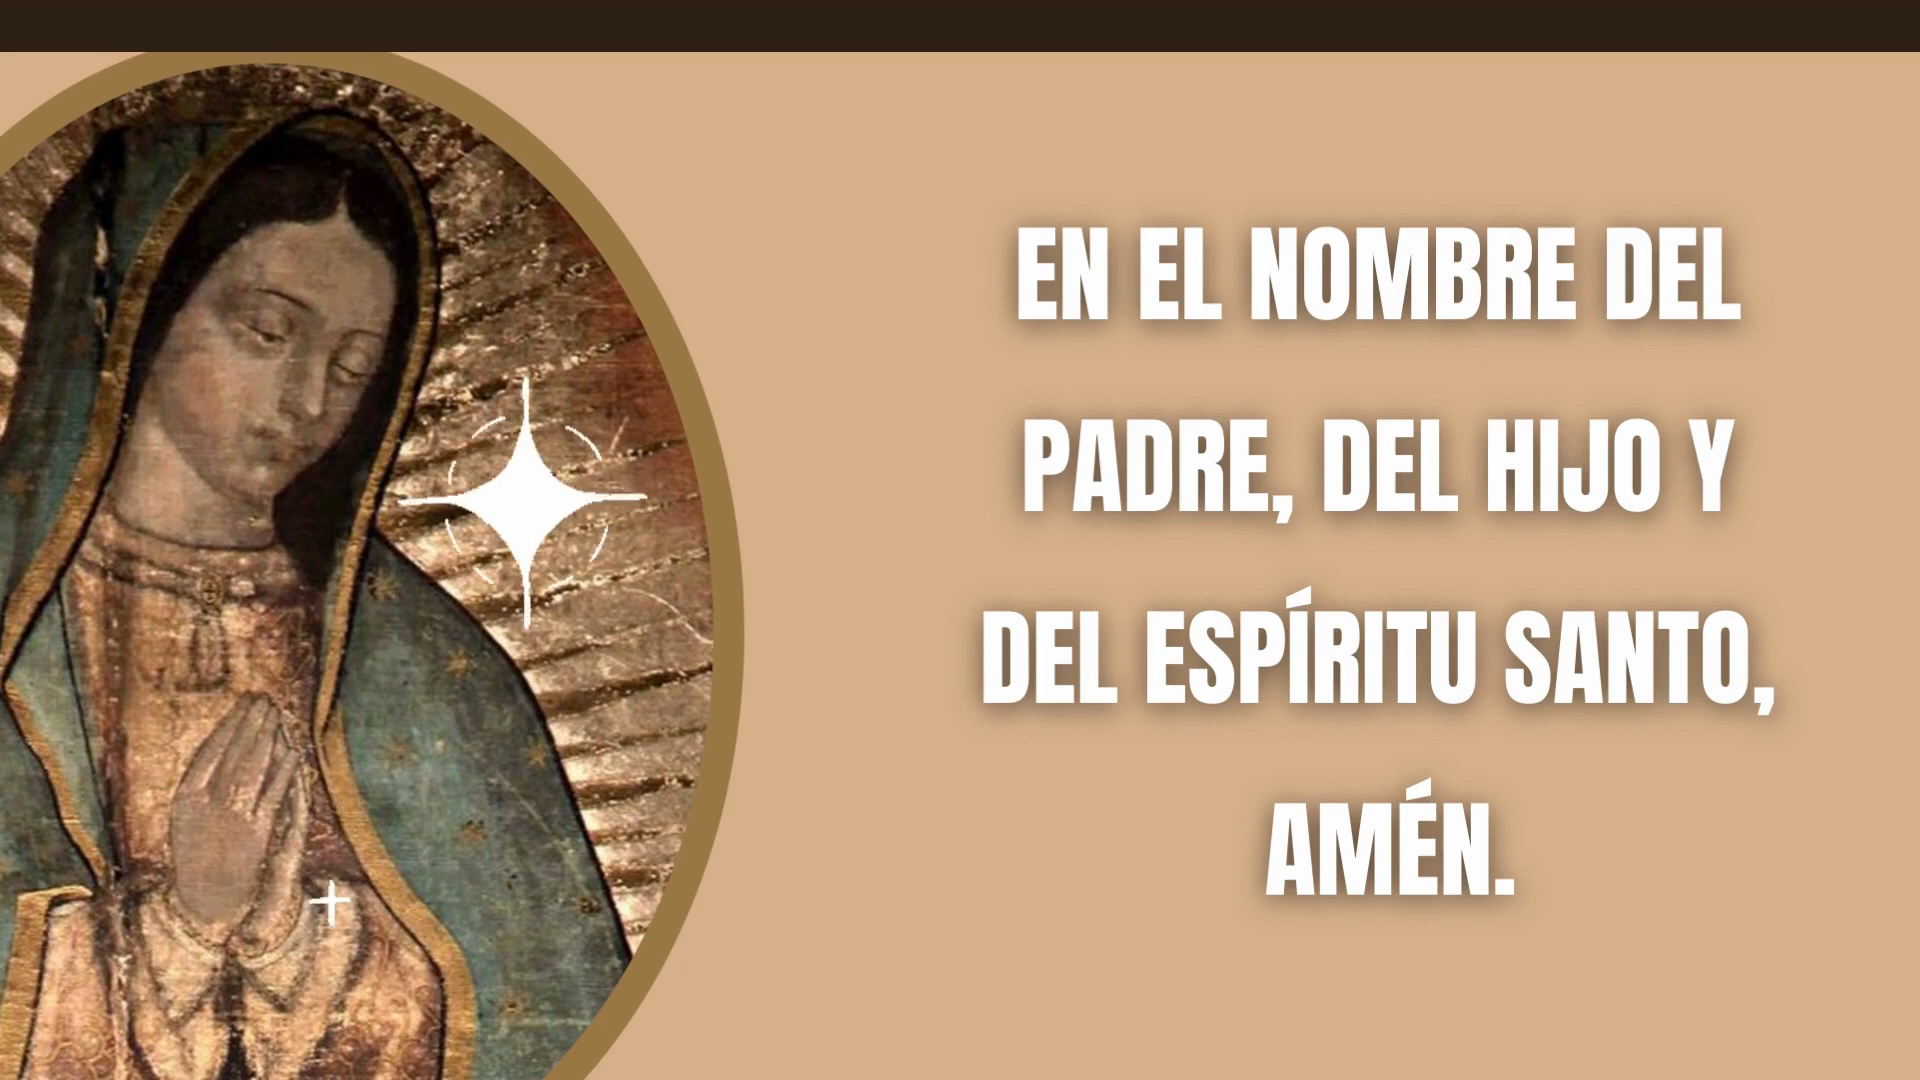 EN EL NOMBRE DEL
PADRE, DEL HIJO Y
DEL ESPÍRITU SANTO,
AMÉN.